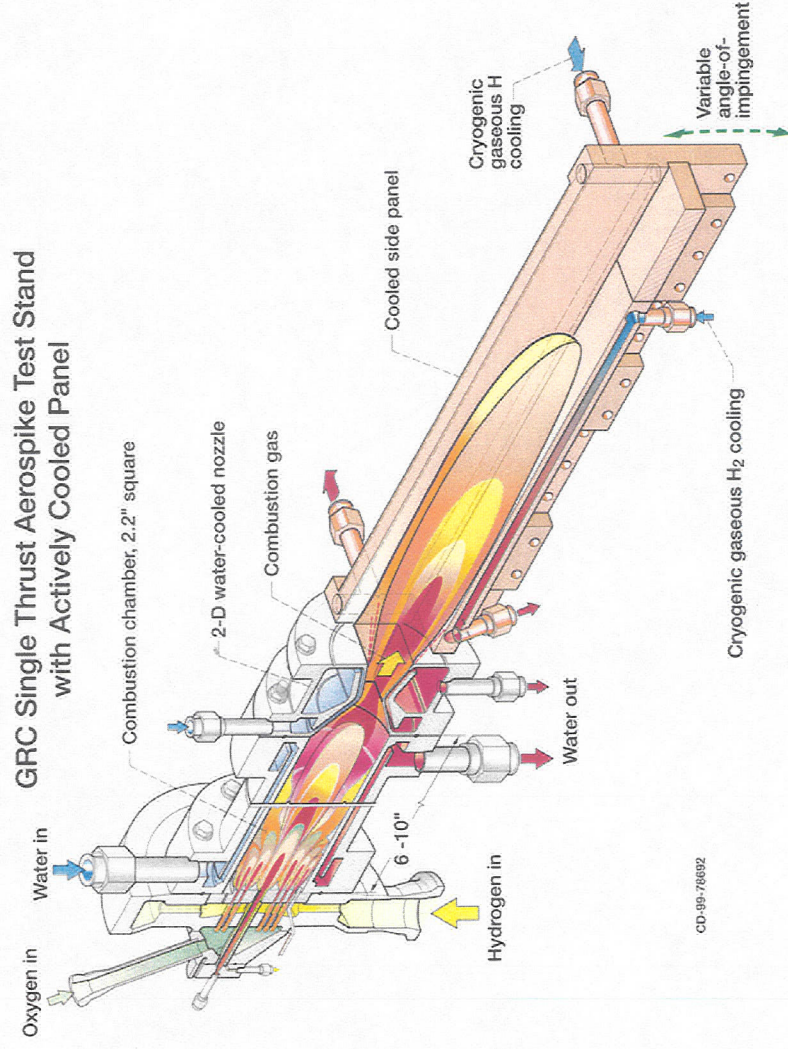 GRC Single Thrust Aerospike Test Stand
with Actively Cooled Panel
Oxygen in
Water in
Combustion chamber, 2.2" square
2-D water-cooled nozzle
Combustion gas
Cooled side panel
Cryogenic
gaseous H
cooling
Variable
angle-of-
impingement
6 -10"
Hydrogen in
Water out
Cryogenic gaseous H2 cooling
CD-99-78692